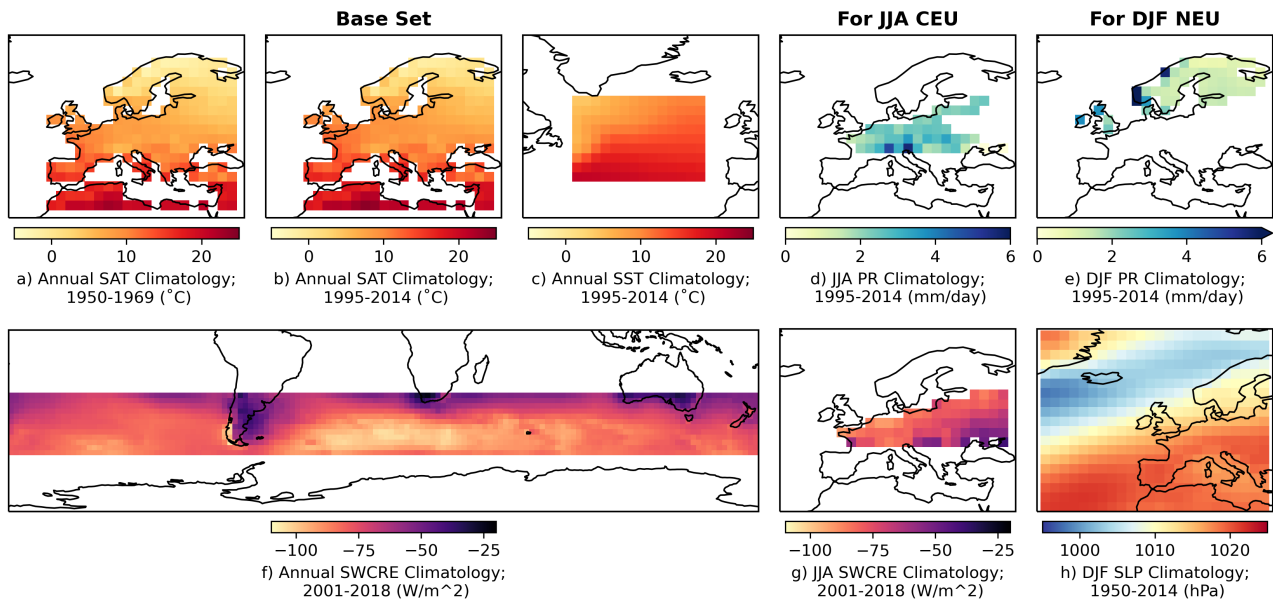 Base Set
For JJA CEU
For DJF NEU
0 10 20
a) Annual SAT Climatology;
1950-1969 (˚C)
0 10 20
b) Annual SAT Climatology;
1995-2014 (˚C)
0 10 20
c) Annual SST Climatology;
1995-2014 (˚C)
0 2 4 6
d) JJA PR Climatology;
1995-2014 (mm/day)
0 2 4 6
e) DJF PR Climatology;
1995-2014 (mm/day)
−100 −75 −50 −25
f) Annual SWCRE Climatology;
2001-2018 (W/m^2)
−100 −75 −50 −25
g) JJA SWCRE Climatology;
2001-2018 (W/m^2)
1000 1010 1020
h) DJF SLP Climatology;
1950-2014 (hPa)